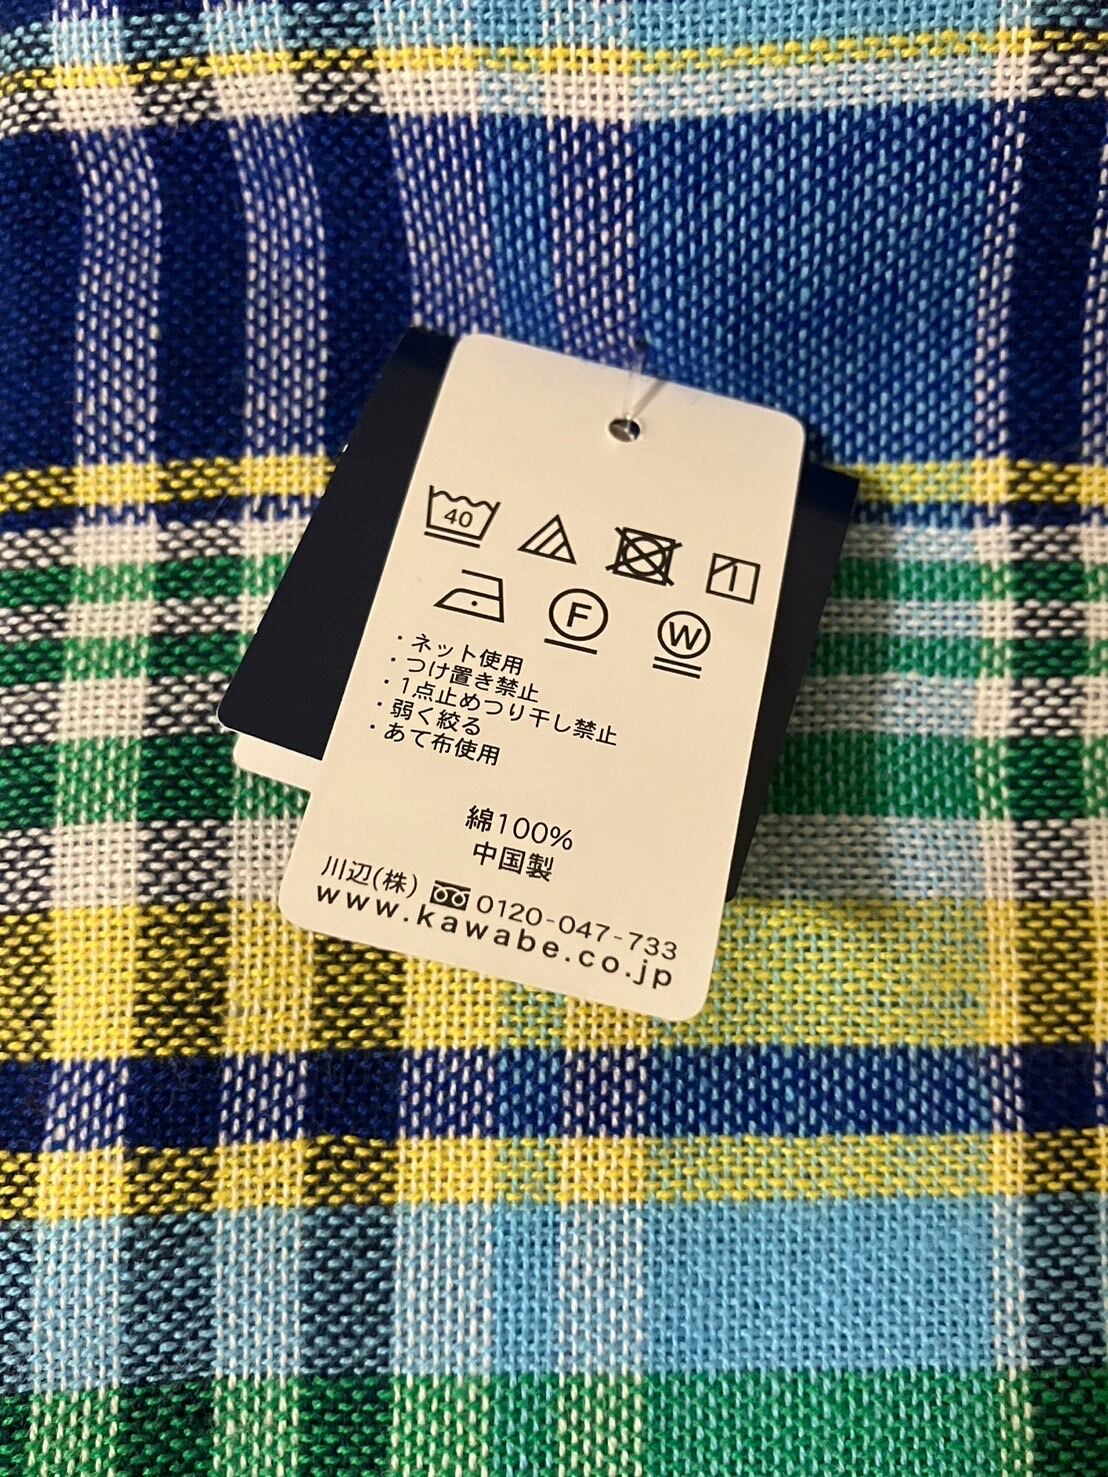 40
F
W
・ネット使用
・つけ置き禁止
・1点止めつり干し禁止
・弱く絞る
・あて布使用
綿100%
中国製
川辺(株) 0120-047-733
www.kawabe.co.jp